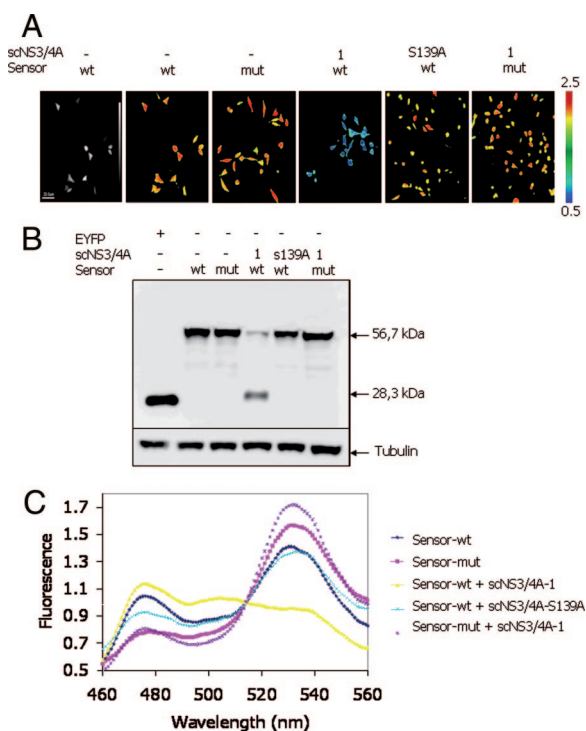 A
scNS3/4A - - - 1 S139A 1
Sensor wt wt mut wt wt mut
2.5
0.5
B
EYFP + - - - - -
scNS3/4A - - - 1 s139A 1
Sensor - wt mut wt wt mut
56,7 kDa
28,3 kDa
Tubulin
C
Fluorescence
1.7
1.5
1.3
1.1
0.9
0.7
0.5
460 480 500 520 540 560
Wavelength (nm)
Sensor-wt
Sensor-mut
Sensor-wt + scNS3/4A-1
Sensor-wt + scNS3/4A-S139A
Sensor-mut + scNS3/4A-1